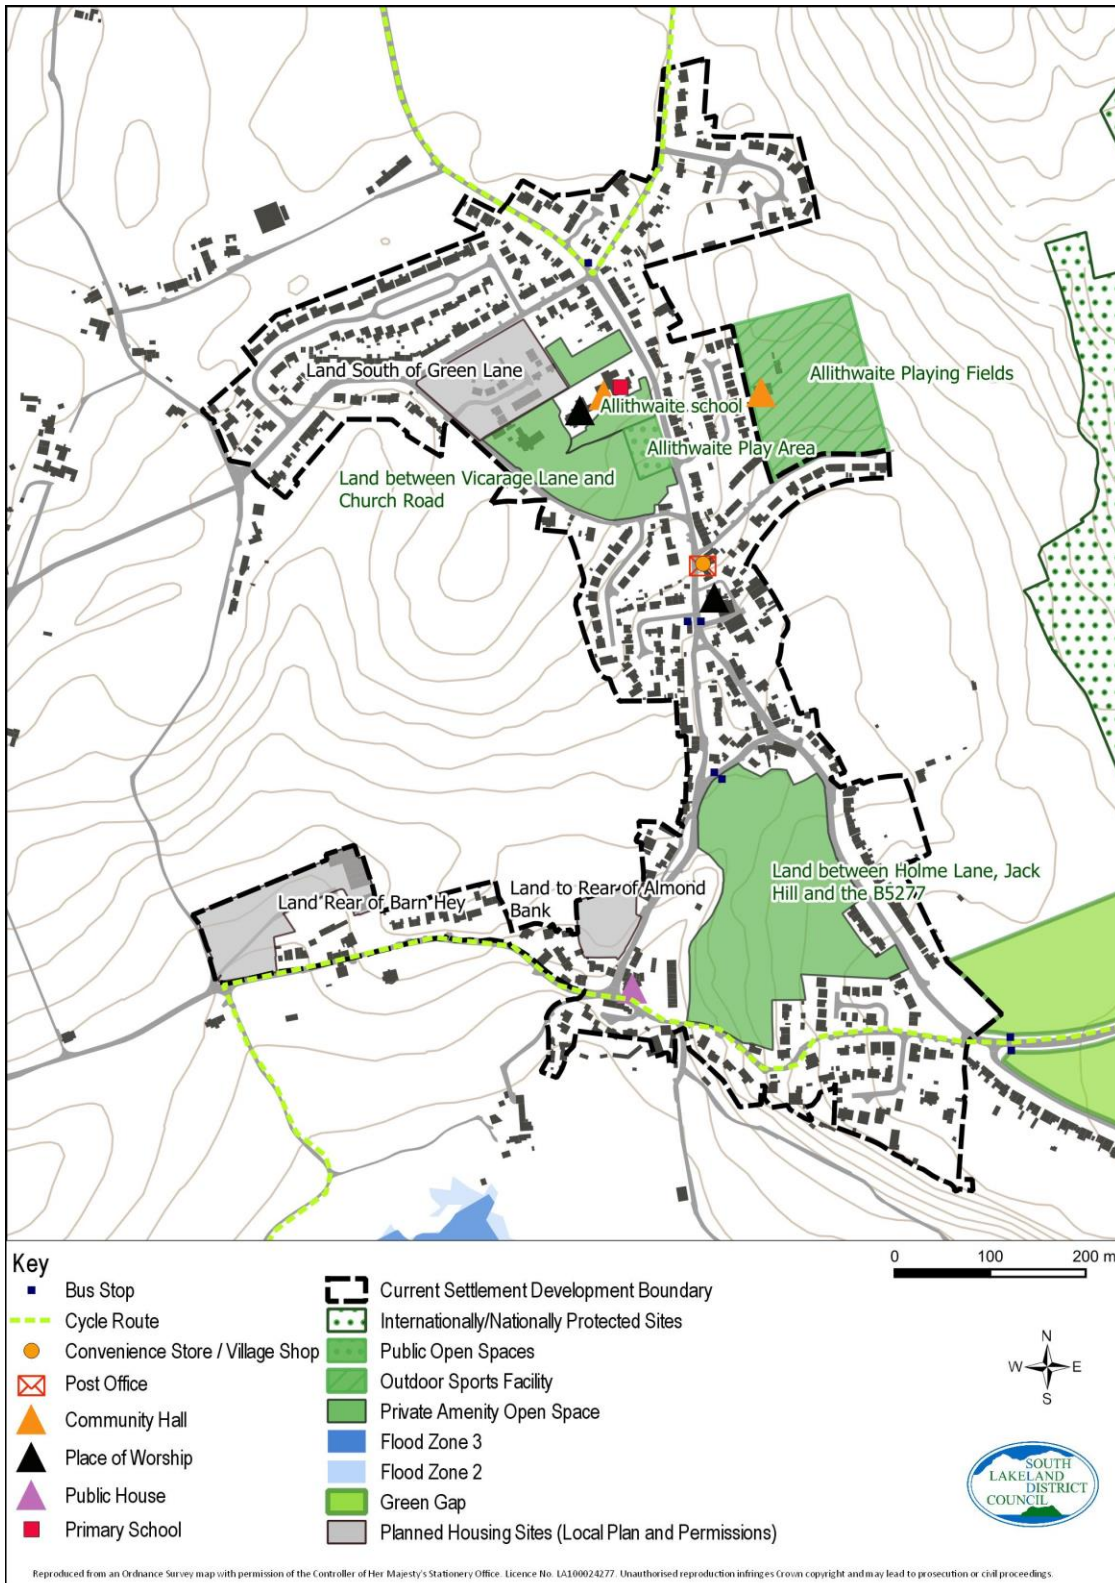 Land South of Green Lane
Allithwaite Playing Fields
Allithwaite school
Allithwaite Play Area
Land between Vicarage Lane and
Church Road
Land between Holme Lane, Jack
Hill and the B5277
Land to Rear of Almond
Bank
Land Rear of Barn Hey
Key
Bus Stop
Cycle Route
Convenience Store / Village Shop
Post Office
Community Hall
Place of Worship
Public House
Primary School
Current Settlement Development Boundary
Internationally/Nationally Protected Sites
Public Open Spaces
Outdoor Sports Facility
Private Amenity Open Space
Flood Zone 3
Flood Zone 2
Green Gap
Planned Housing Sites (Local Plan and Permissions)
0 100 200 m
N
W E
S
SOUTH
LAKELAND
DISTRICT
COUNCIL
Reproduced from an Ordnance Survey map with permission of the Controller of Her Majesty's Stationery Office. Licence No. LA100024277. Unauthorised reproduction infringes Crown copyright and may lead to prosecution or civil proceedings.